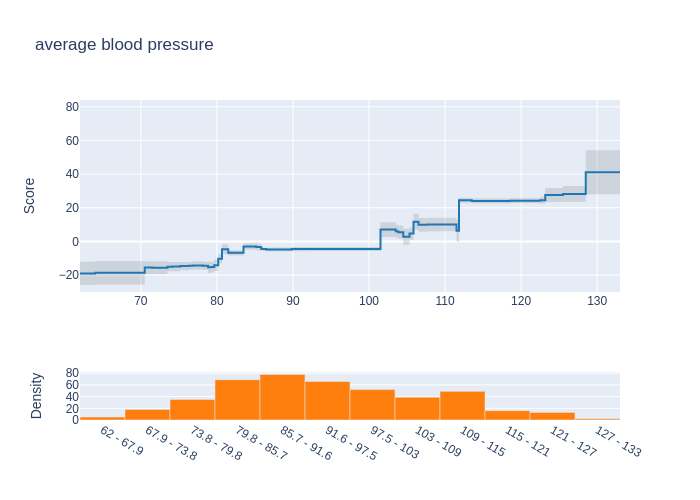 average blood pressure
Score
80
60
40
20
0
−20
70 80 90 100 110 120 130
Density
80
60
40
20
0
62 - 67.9
67.9 - 73.8
73.8 - 79.8
79.8 - 85.7
85.7 - 91.6
91.6 - 97.5
97.5 - 103
103 - 109
109 - 115
115 - 121
121 - 127
127 - 133